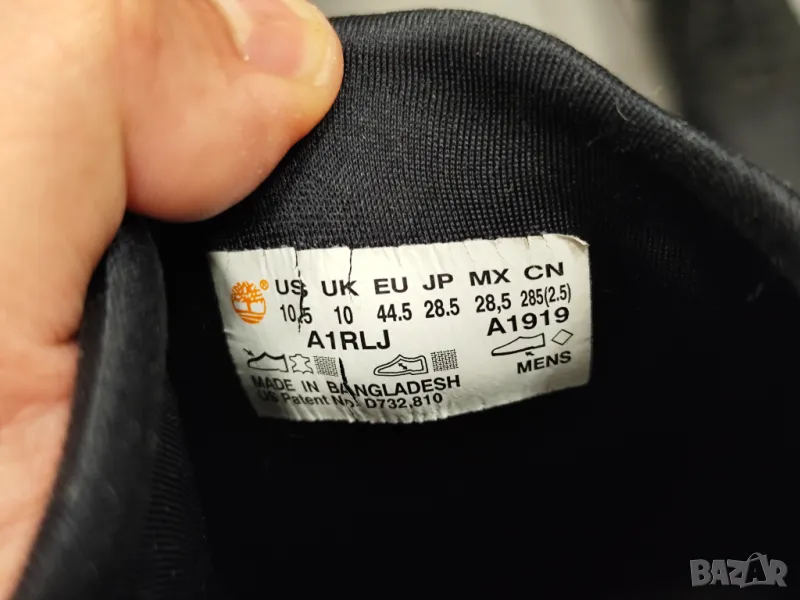 US UK EU JP MX CN
10.5 10 44.5 28.5 28,5 285(2.5)
A1RLJ A1919
MENS
MADE IN BANGLADESH
US Patent No. D732,810
BAZAR